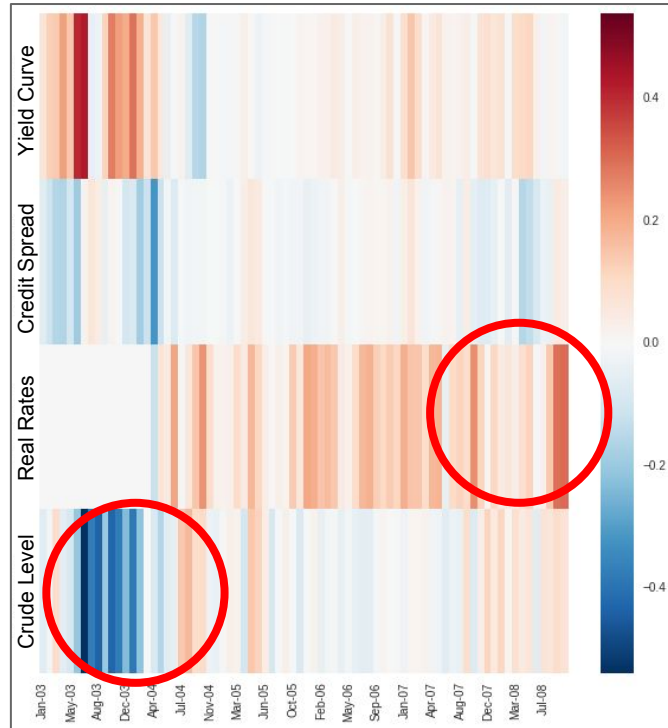 Yield Curve
Credit Spread
Real Rates
Crude Level
0.4
0.2
0.0
−0.2
−0.4
Jan-03
May-03
Aug-03
Dec-03
Apr-04
Jul-04
Nov-04
Mar-05
Jun-05
Oct-05
Feb-06
May-06
Sep-06
Jan-07
Apr-07
Aug-07
Dec-07
Mar-08
Jul-08